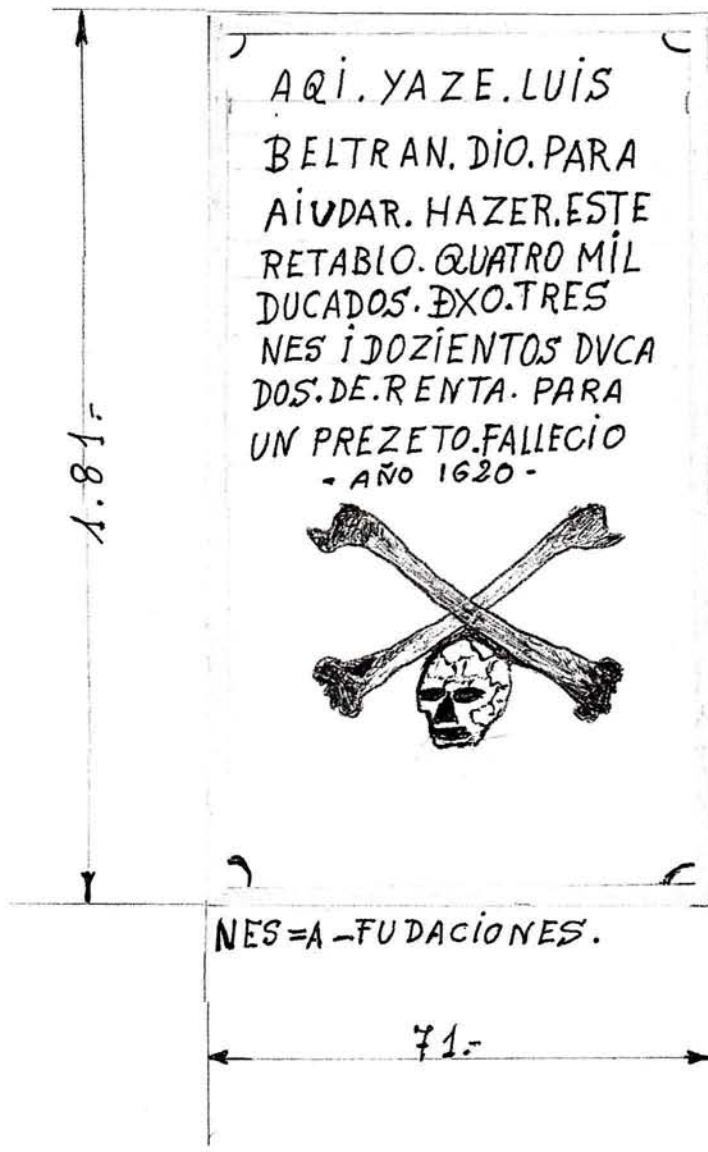 AQI. YAZE. LUIS
BELTRAN. DIO. PARA
AIUDAR. HAZER. ESTE
RETABLO. QUATRO MIL
DUCADOS. DXO. TRES
NES I DOZIENTOS DVCA
DOS. DE. RENTA. PARA
UN PREZETO. FALLECIO
- AÑO 1620 -
1.81.-
NES = A - FUDACIONES.
71.-